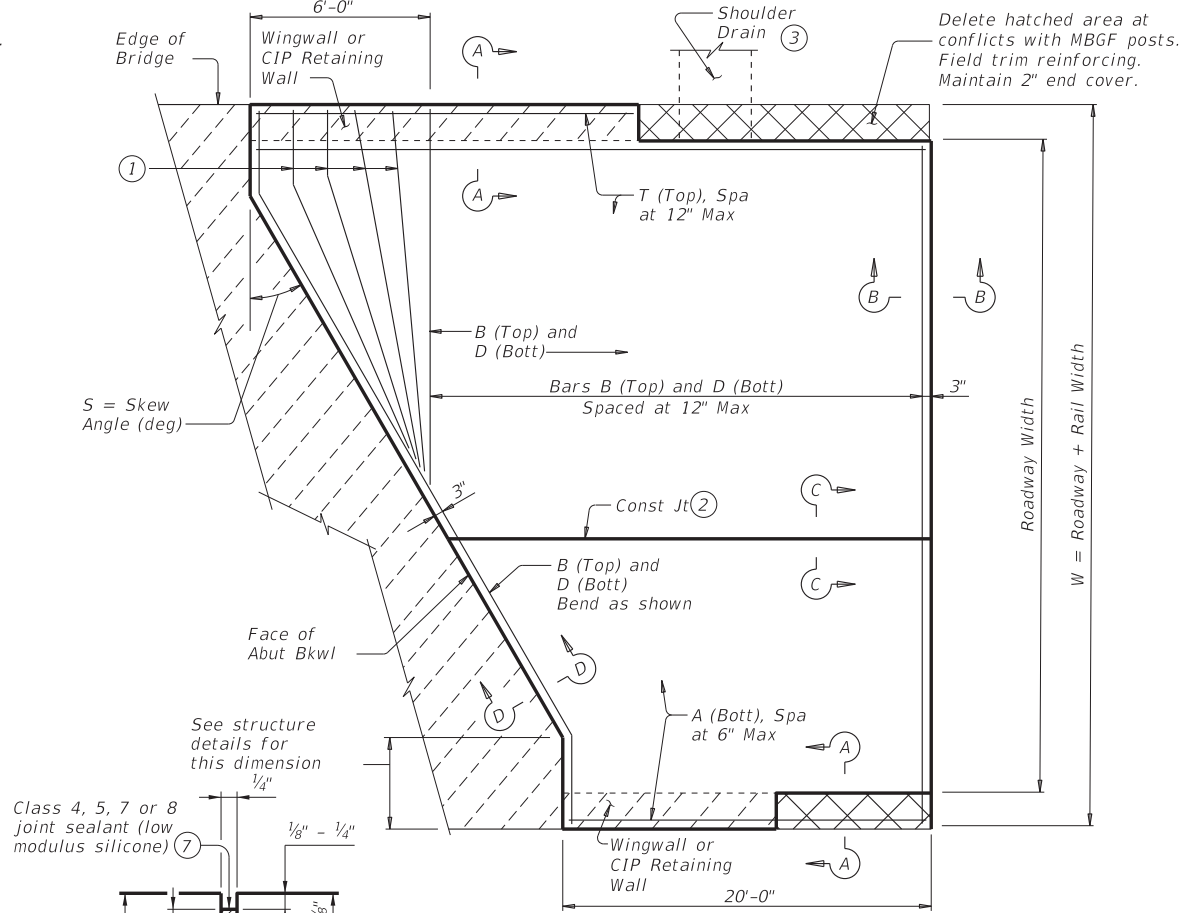 6'-0"
Shoulder
Drain 3
Delete hatched area at
conflicts with MBGF posts.
Field trim reinforcing.
Maintain 2" end cover.
Edge of
Bridge
Wingwall or
CIP Retaining
Wall
A
1
A
T (Top), Spa
at 12" Max
B
B
B (Top) and
D (Bott)
Bars B (Top) and D (Bott)
Spaced at 12" Max
3"
S = Skew
Angle (deg)
Roadway Width
W = Roadway + Rail Width
3"
Const Jt 2
C
C
B (Top) and
D (Bott)
Bend as shown
Face of
Abut Bkwl
D
D
A (Bott), Spa
at 6" Max
A
See structure
details for
this dimension
¼"
Class 4, 5, 7 or 8
joint sealant (low
modulus silicone) 7
⅛" – ¼"
Wingwall or
CIP Retaining
Wall
A
20'-0"